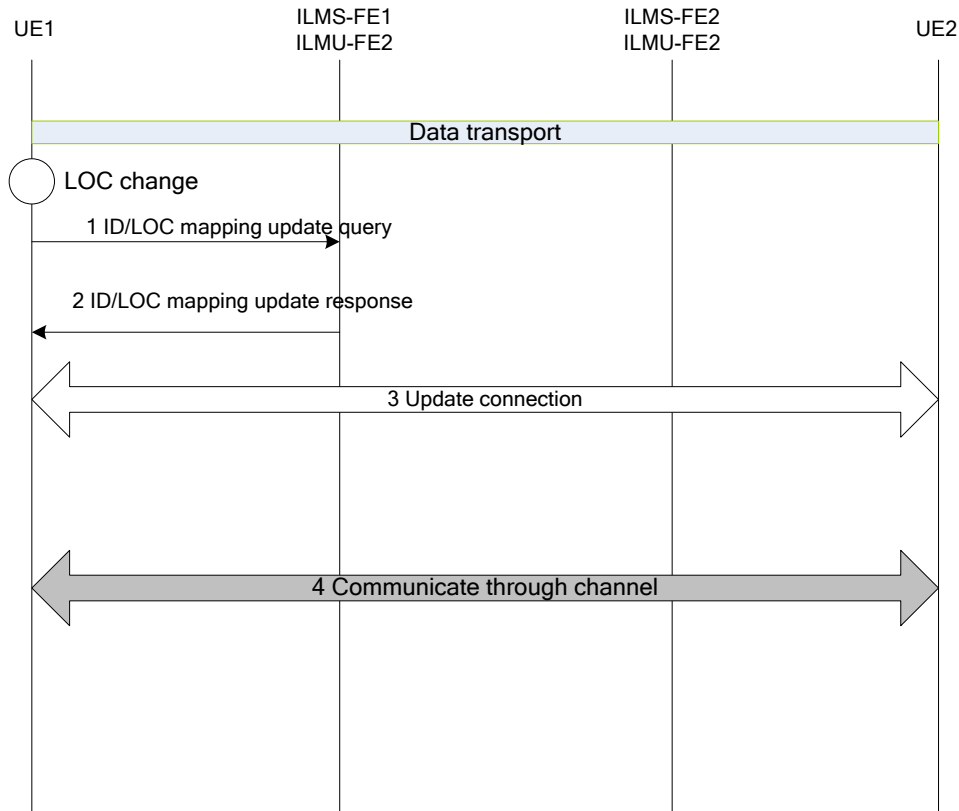 UE1
ILMS-FE1
ILMU-FE2
ILMS-FE2
ILMU-FE2
UE2
Data transport
LOC change
1 ID/LOC mapping update query
2 ID/LOC mapping update response
3 Update connection
4 Communicate through channel